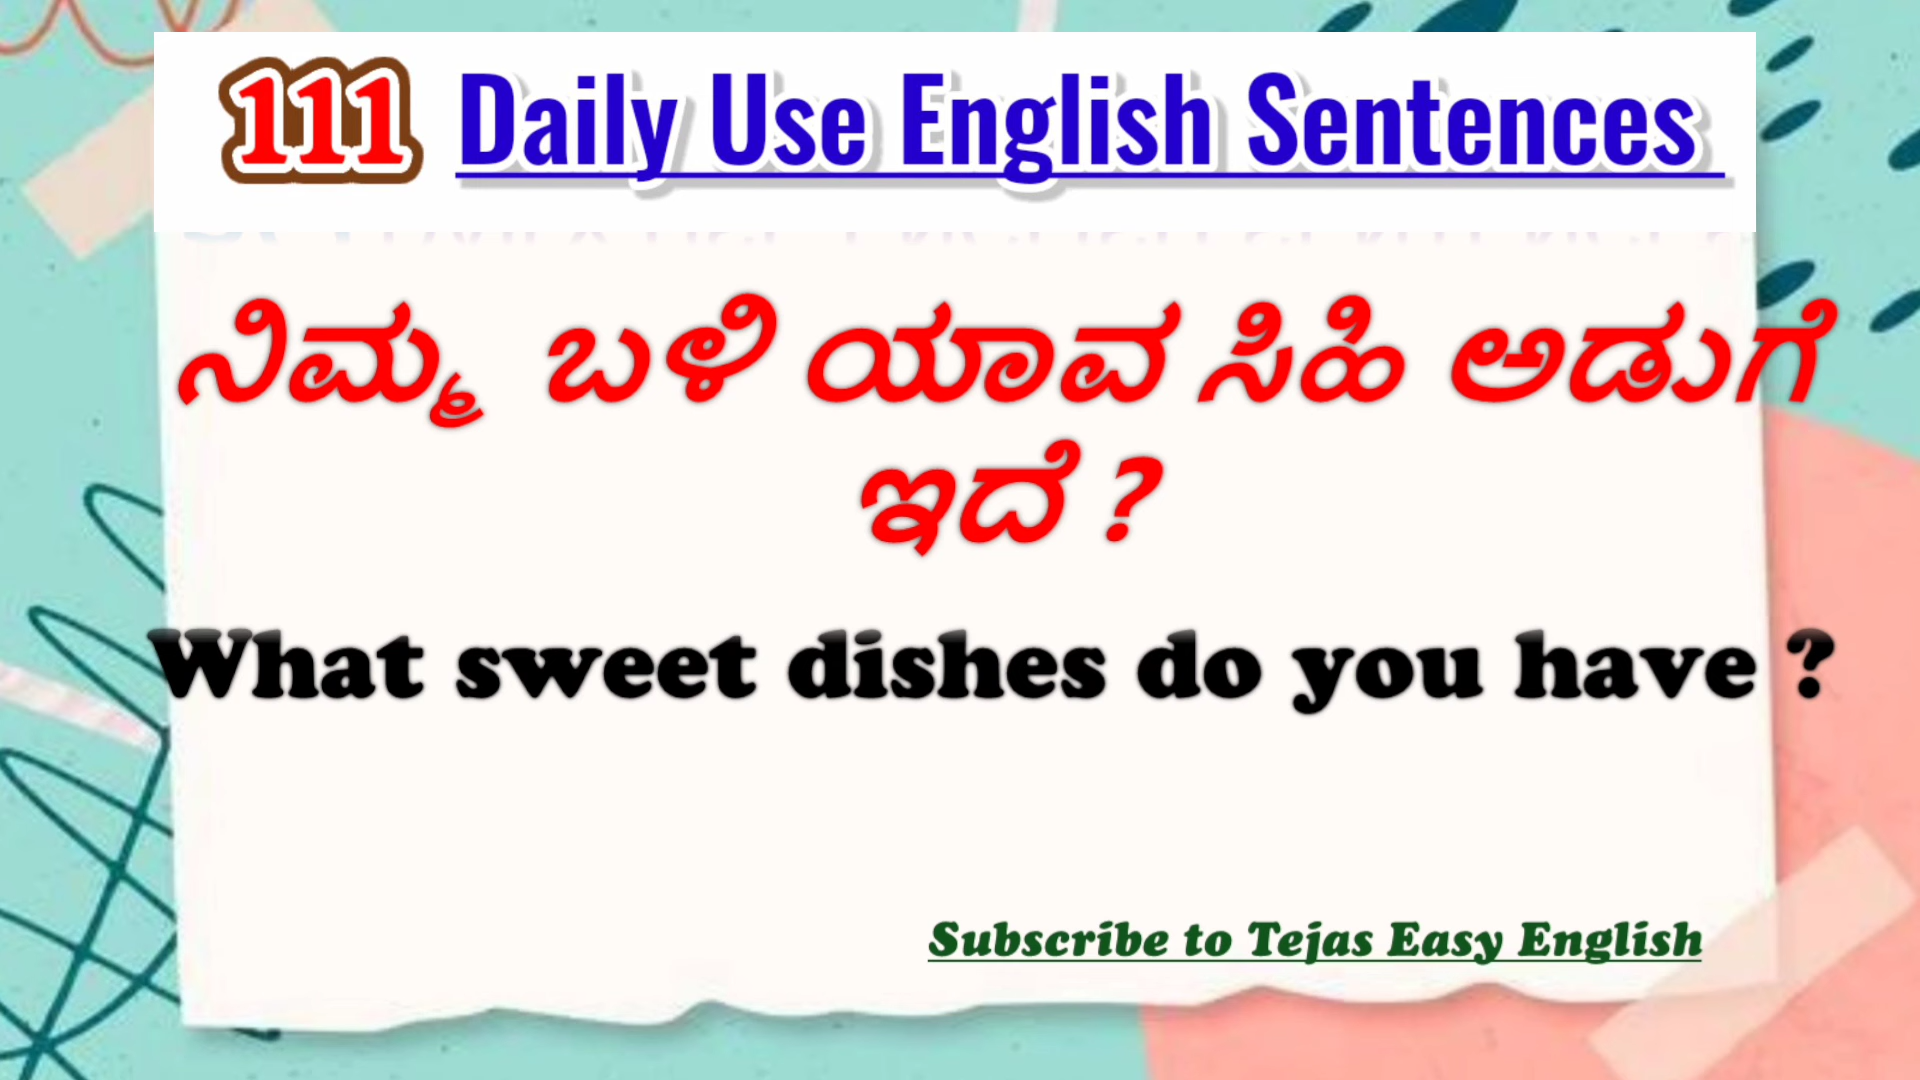 111 Daily Use English Sentences
ನಿಮ್ಮ ಬಳಿ ಯಾವ ಸಿಹಿ ಅಡುಗೆ
ಇದೆ ?
What sweet dishes do you have ?
Subscribe to Tejas Easy English